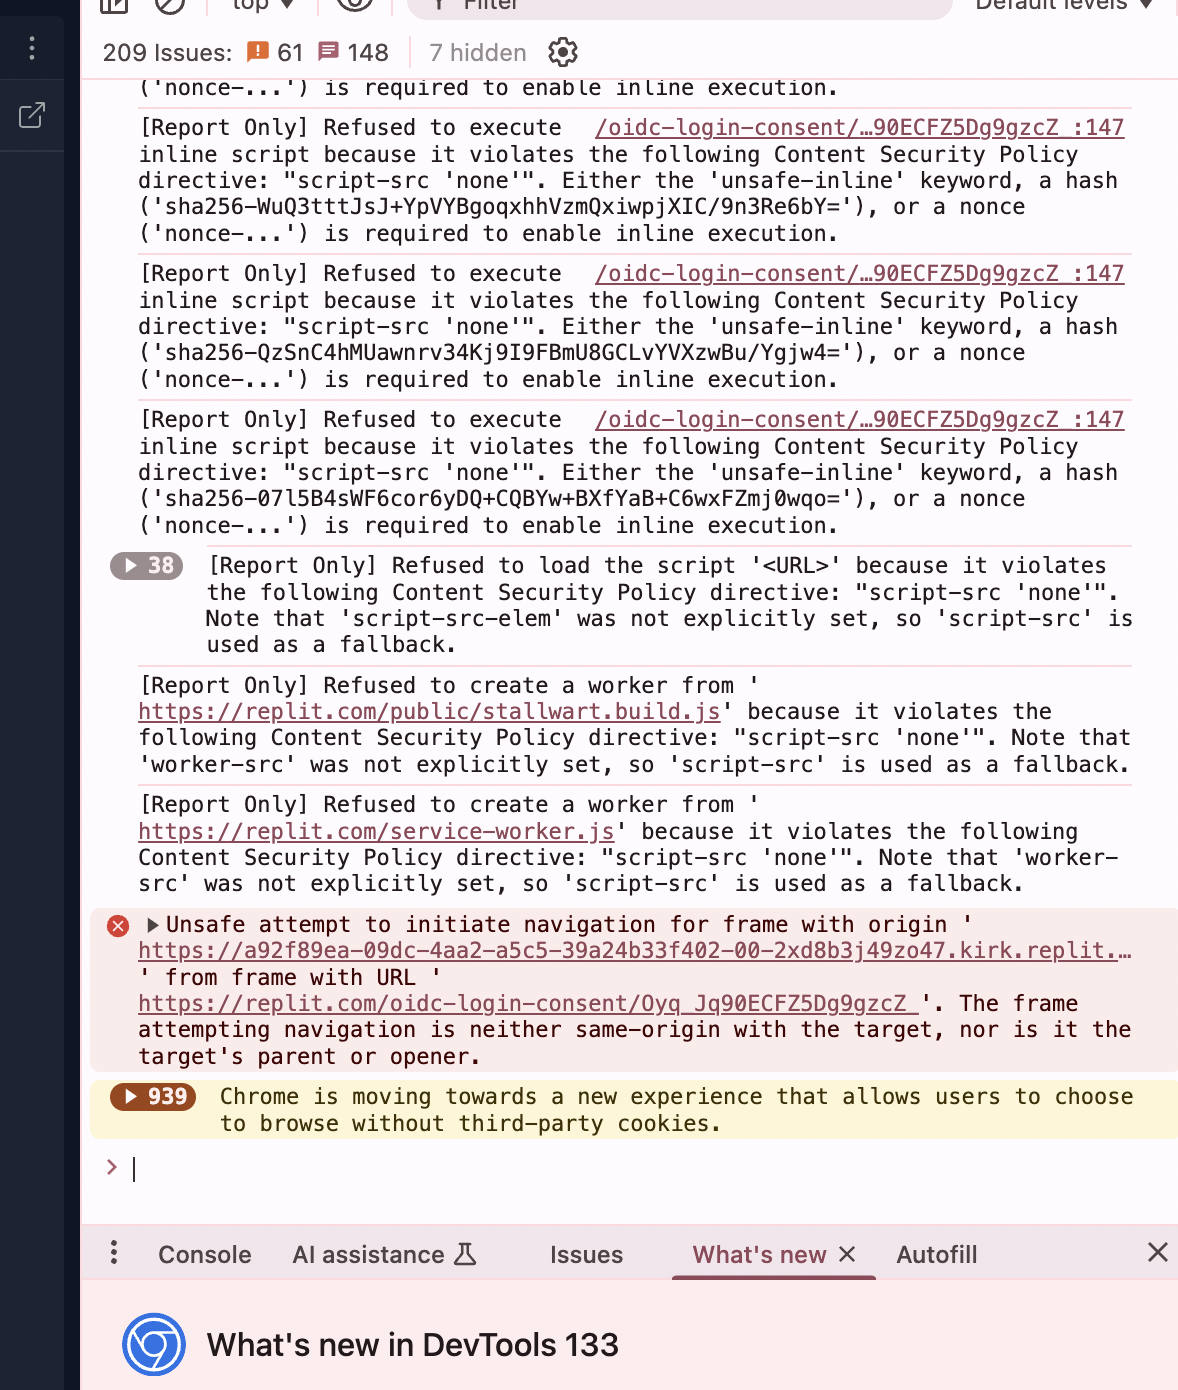 top ▼ Filter Default levels ▼
209 Issues: 61 148 7 hidden
('nonce-...') is required to enable inline execution.
[Report Only] Refused to execute /oidc-login-consent/…90ECFZ5Dg9gzcZ_:147
inline script because it violates the following Content Security Policy
directive: "script-src 'none'". Either the 'unsafe-inline' keyword, a hash
('sha256-WuQ3tttJsJ+YpVYBgoqxhhVzmQxiwpjXIC/9n3Re6bY='), or a nonce
('nonce-...') is required to enable inline execution.
[Report Only] Refused to execute /oidc-login-consent/…90ECFZ5Dg9gzcZ_:147
inline script because it violates the following Content Security Policy
directive: "script-src 'none'". Either the 'unsafe-inline' keyword, a hash
('sha256-QzSnC4hMUawnrv34Kj9I9FBmU8GCLvYVXzwBu/Ygjw4='), or a nonce
('nonce-...') is required to enable inline execution.
[Report Only] Refused to execute /oidc-login-consent/…90ECFZ5Dg9gzcZ_:147
inline script because it violates the following Content Security Policy
directive: "script-src 'none'". Either the 'unsafe-inline' keyword, a hash
('sha256-07l5B4sWF6cor6yDQ+CQBYw+BXfYaB+C6wxFZmj0wqo='), or a nonce
('nonce-...') is required to enable inline execution.
38 [Report Only] Refused to load the script '<URL>' because it violates
the following Content Security Policy directive: "script-src 'none'".
Note that 'script-src-elem' was not explicitly set, so 'script-src' is
used as a fallback.
[Report Only] Refused to create a worker from '
https://replit.com/public/stallwart.build.js' because it violates the
following Content Security Policy directive: "script-src 'none'". Note that
'worker-src' was not explicitly set, so 'script-src' is used as a fallback.
[Report Only] Refused to create a worker from '
https://replit.com/service-worker.js' because it violates the following
Content Security Policy directive: "script-src 'none'". Note that 'worker-
src' was not explicitly set, so 'script-src' is used as a fallback.
Unsafe attempt to initiate navigation for frame with origin '
https://a92f89ea-09dc-4aa2-a5c5-39a24b33f402-00-2xd8b3j49zo47.kirk.replit.…
' from frame with URL '
https://replit.com/oidc-login-consent/Oyq_Jq90ECFZ5Dg9gzcZ_'. The frame
attempting navigation is neither same-origin with the target, nor is it the
target's parent or opener.
939 Chrome is moving towards a new experience that allows users to choose
to browse without third-party cookies.
Console AI assistance Issues What's new Autofill
What's new in DevTools 133